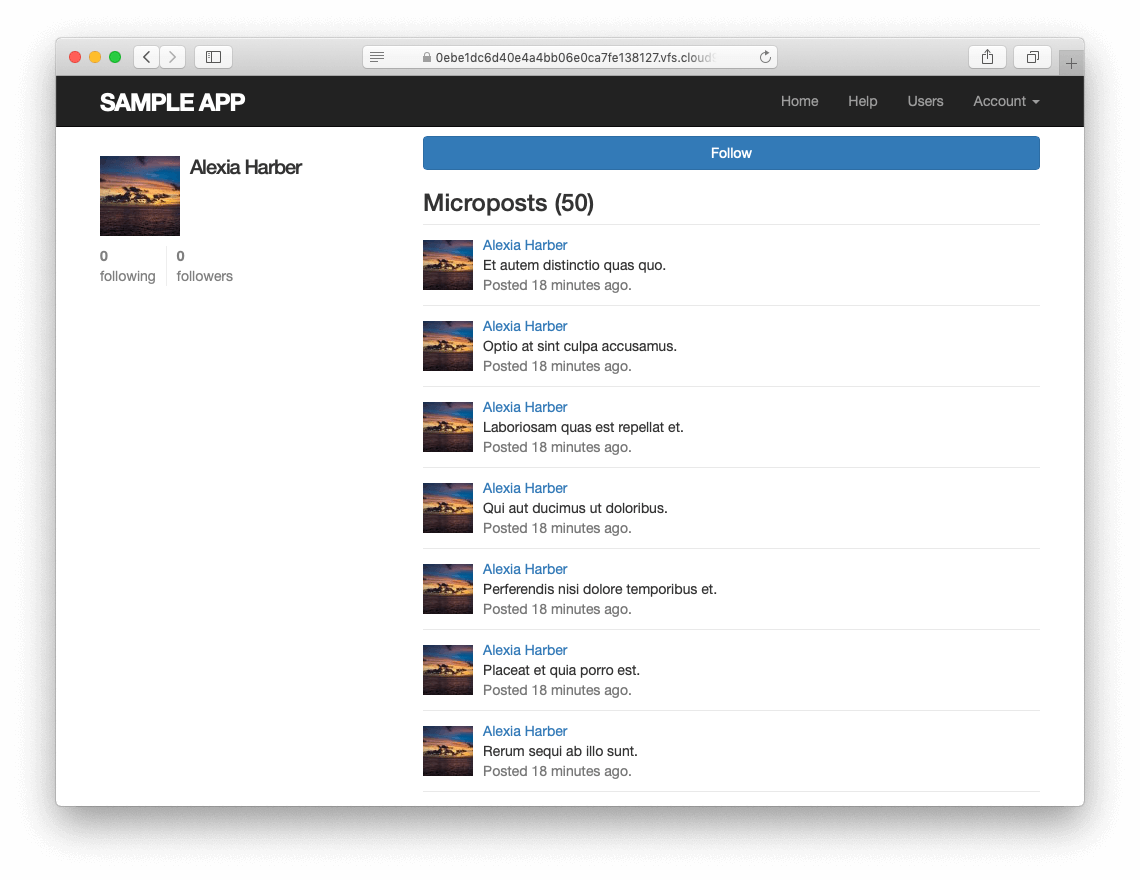 0ebe1dc6d40e4a4bb06e0ca7fe138127.vfs.cloud
SAMPLE APP
Home Help Users Account
Alexia Harber
0 following
0 followers
Follow
Microposts (50)
Alexia Harber
Et autem distinctio quas quo.
Posted 18 minutes ago.
Alexia Harber
Optio at sint culpa accusamus.
Posted 18 minutes ago.
Alexia Harber
Laboriosam quas est repellat et.
Posted 18 minutes ago.
Alexia Harber
Qui aut ducimus ut doloribus.
Posted 18 minutes ago.
Alexia Harber
Perferendis nisi dolore temporibus et.
Posted 18 minutes ago.
Alexia Harber
Placeat et quia porro est.
Posted 18 minutes ago.
Alexia Harber
Rerum sequi ab illo sunt.
Posted 18 minutes ago.